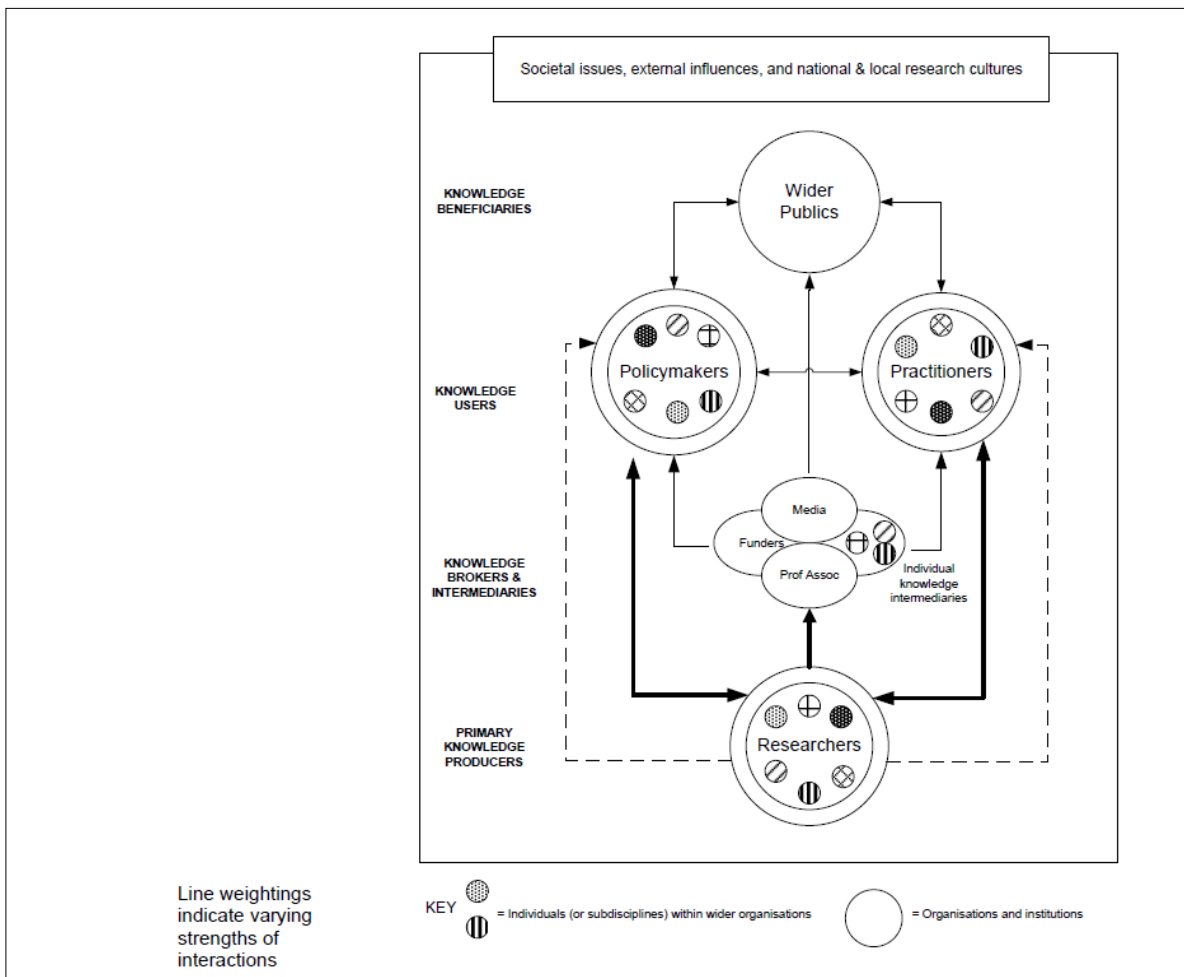 Societal issues, external influences, and national & local research cultures
KNOWLEDGE
BENEFICIARIES
Wider
Publics
Policymakers
Practitioners
KNOWLEDGE
USERS
Media
Funders
Prof Assoc
Individual
knowledge
intermediaries
KNOWLEDGE
BROKERS &
INTERMEDIARIES
PRIMARY
KNOWLEDGE
PRODUCERS
Researchers
Line weightings
indicate varying
strengths of
interactions
KEY
= Individuals (or subdisciplines) within wider organisations
= Organisations and institutions